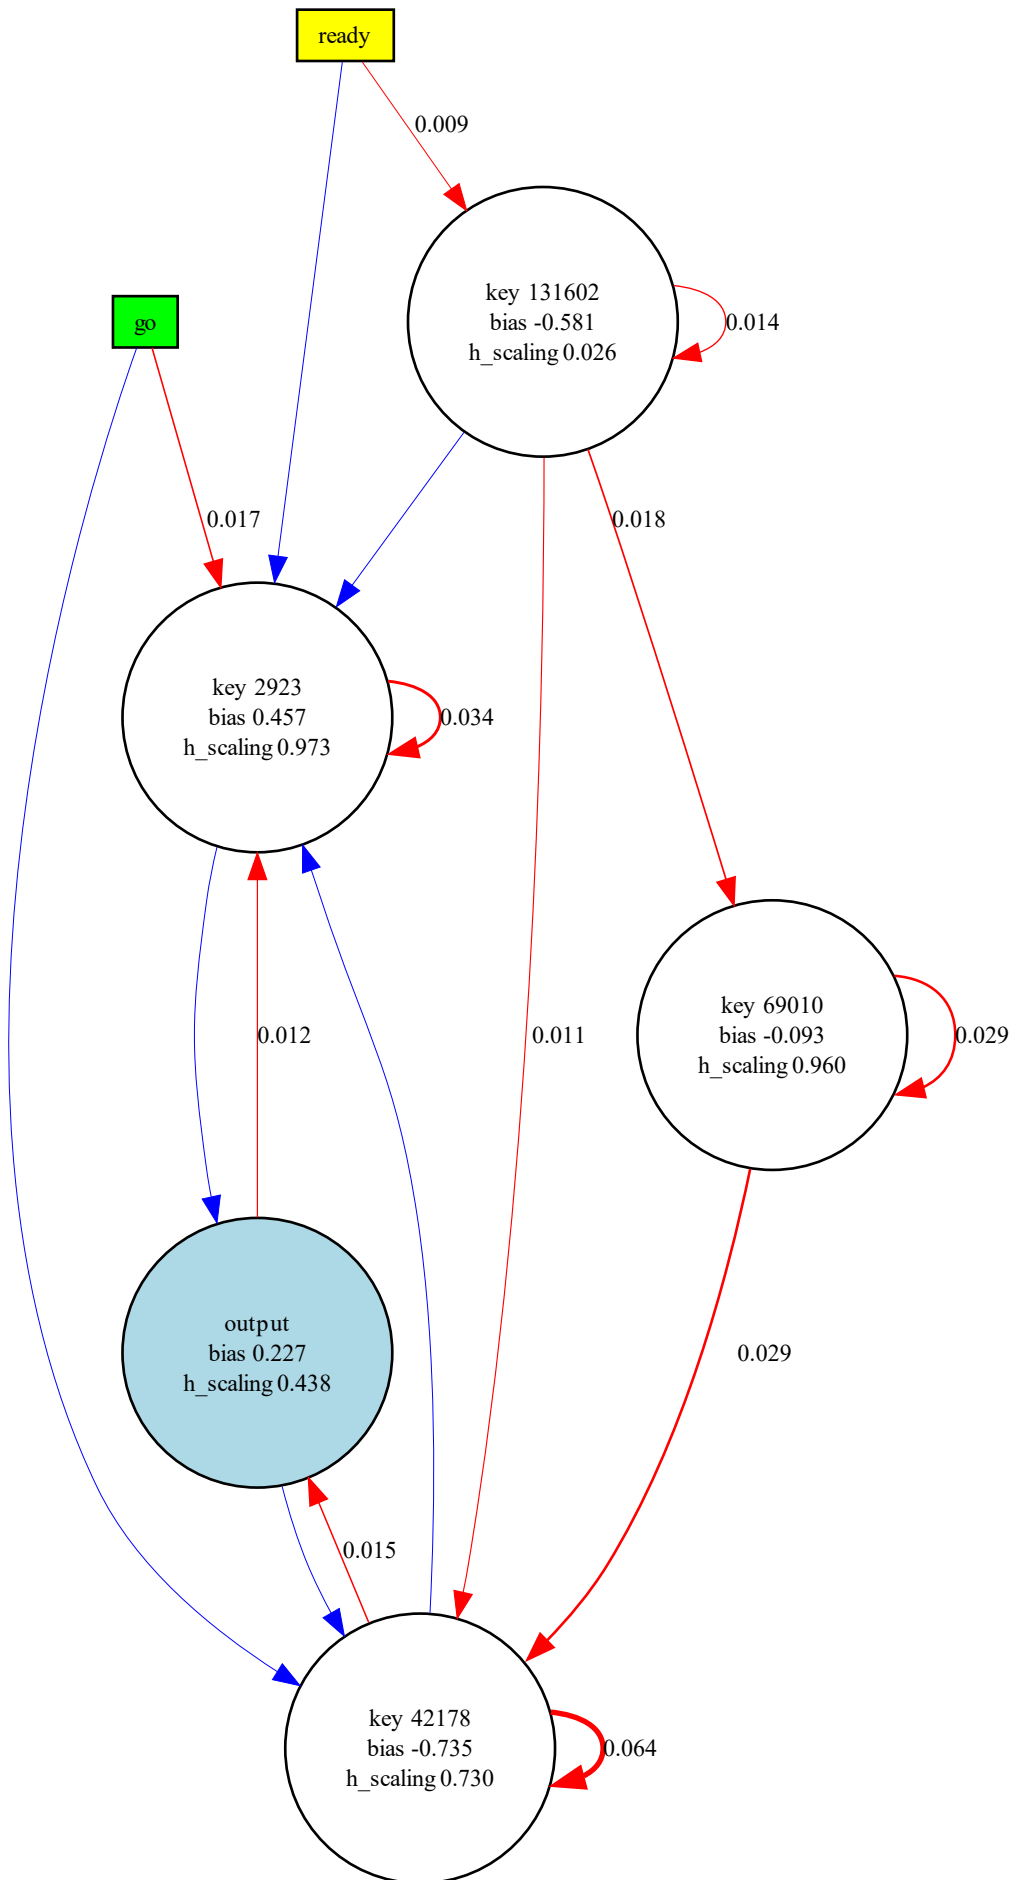 ready
0.009
key 131602
bias -0.581
h_scaling 0.026
0.014
go
0.017
0.018
key 2923
bias 0.457
h_scaling 0.973
0.034
key 69010
bias -0.093
h_scaling 0.960
0.029
0.012
0.011
output
bias 0.227
h_scaling 0.438
0.029
0.015
key 42178
bias -0.735
h_scaling 0.730
0.064